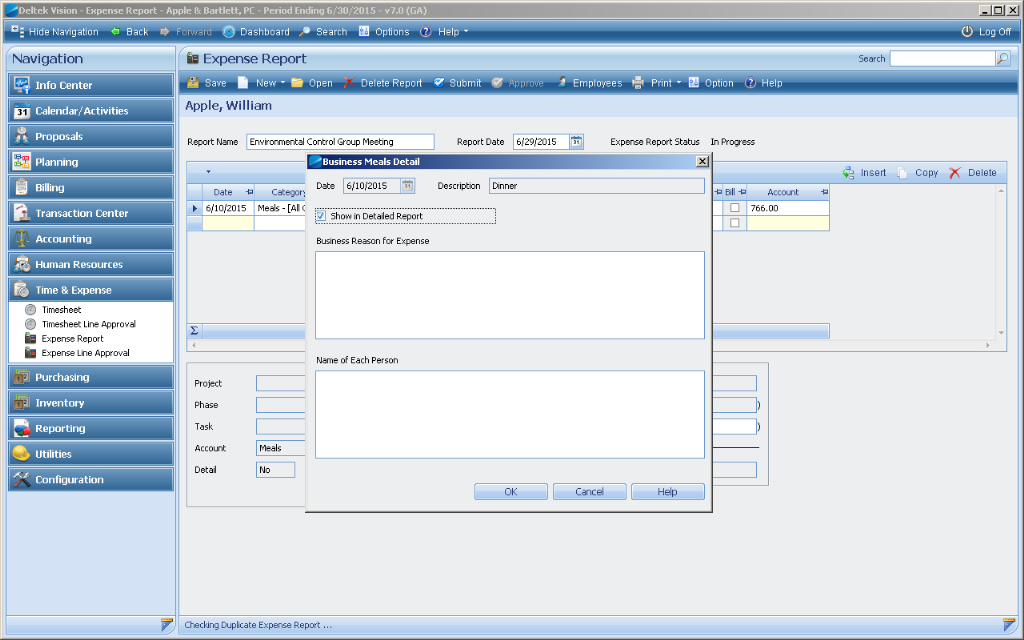 Deltek Vision - Expense Report - Apple & Bartlett, PC - Period Ending 6/30/2015 - v7.0 (GA)
Hide Navigation Back Forward Dashboard Search Options Help Log Off
Navigation
Info Center
31 Calendar/Activities
Proposals
Planning
Billing
Transaction Center
Accounting
Human Resources
Time & Expense
Timesheet
Timesheet Line Approval
Expense Report
Expense Line Approval
Purchasing
Inventory
Reporting
Utilities
Configuration
Expense Report Search
Save New Open Delete Report Submit Approve Employees Print Option Help
Apple, William
Report Name Environmental Control Group Meeting Report Date 6/29/2015 Expense Report Status In Progress
Insert Copy Delete
Date Category Bill Account
6/10/2015 Meals - [All C 766.00
Σ
Business Meals Detail
Date 6/10/2015 Description Dinner
Show in Detailed Report
Business Reason for Expense
Name of Each Person
OK Cancel Help
Project
Phase )
Task )
Account Meals
Detail No
Checking Duplicate Expense Report ...